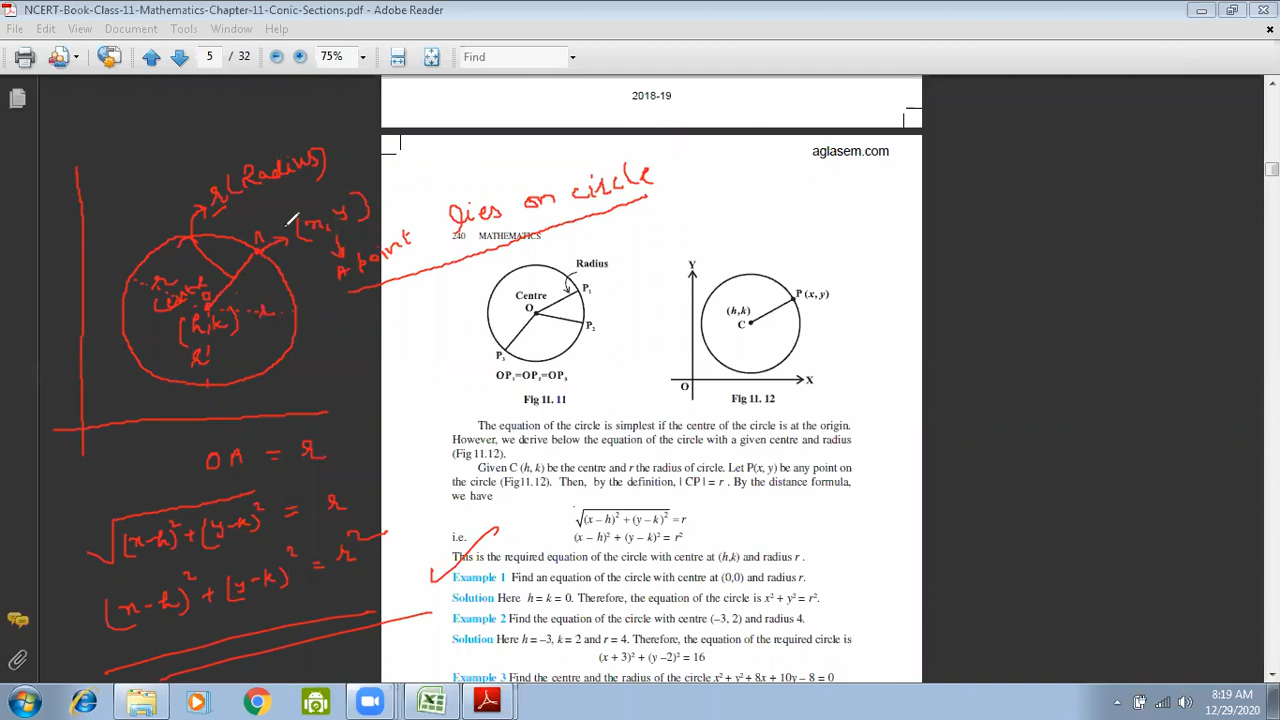 NCERT-Book-Class-11-Mathematics-Chapter-11-Conic-Sections.pdf - Adobe Reader
File Edit View Document Tools Window Help
5 / 32 75% Find
2018-19
aglasem.com
r (Radius)
(x, y)
A point lies on circle
A
r
Centre
O
(h,k)
r
r
OA = r
√(x-h)² + (y-k)² = r
(x-h)² + (y-k)² = r²
240 MATHEMATICS
Radius
Centre
O
P₁
P₂
P₃
OP₁=OP₂=OP₃
Fig 11. 11
Y
P (x, y)
(h,k)
C
O
X
Fig 11. 12
The equation of the circle is simplest if the centre of the circle is at the origin.
However, we derive below the equation of the circle with a given centre and radius
(Fig 11.12).
Given C (h, k) be the centre and r the radius of circle. Let P(x, y) be any point on
the circle (Fig11.12). Then, by the definition, | CP | = r . By the distance formula,
we have
√(x – h)² + (y – k)² = r
i.e. (x – h)² + (y – k)² = r²
This is the required equation of the circle with centre at (h,k) and radius r .
Example 1 Find an equation of the circle with centre at (0,0) and radius r.
Solution Here h = k = 0. Therefore, the equation of the circle is x² + y² = r².
Example 2 Find the equation of the circle with centre (–3, 2) and radius 4.
Solution Here h = –3, k = 2 and r = 4. Therefore, the equation of the required circle is
(x + 3)² + (y –2)² = 16
Example 3 Find the centre and the radius of the circle x² + y² + 8x + 10y – 8 = 0
8:19 AM
12/29/2020